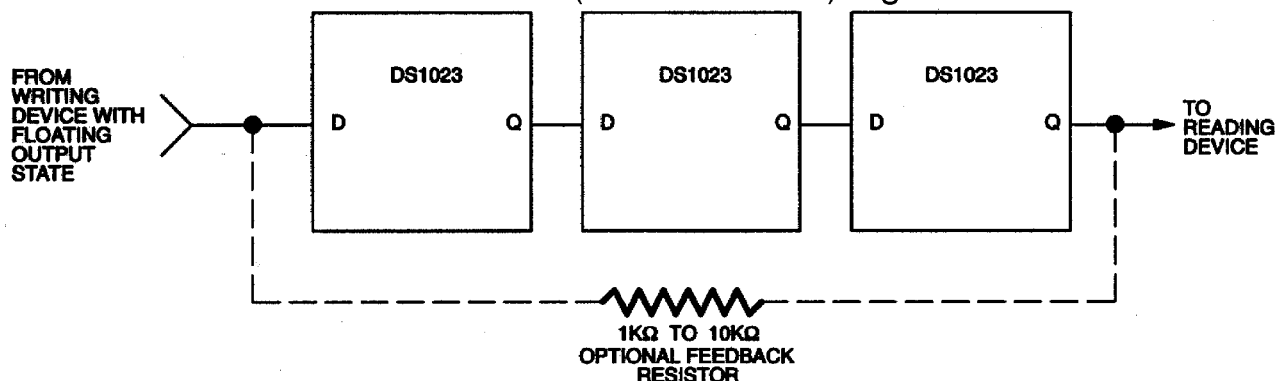 DS1023
DS1023
DS1023
FROM
WRITING
DEVICE WITH
FLOATING
OUTPUT
STATE
D
Q
D
Q
D
Q
TO
READING
DEVICE
1KΩ TO 10KΩ
OPTIONAL FEEDBACK
RESISTOR